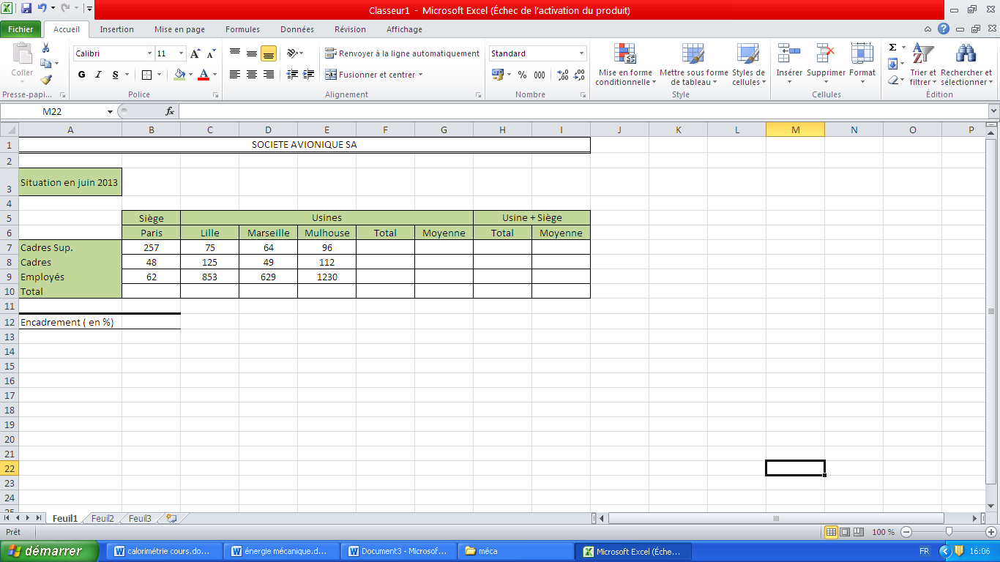 Classeur1 - Microsoft Excel (Échec de l'activation du produit)
Fichier Accueil Insertion Mise en page Formules Données Révision Affichage
Coller
Presse-papi...
Calibri 11
G I S
Police
Renvoyer à la ligne automatiquement
Fusionner et centrer
Alignement
Standard
% 000
Nombre
Mise en forme conditionnelle
Mettre sous forme de tableau
Styles de cellules
Style
Insérer Supprimer Format
Cellules
Trier et filtrer
Rechercher et sélectionner
Édition
M22 fx
A B C D E F G H I J K L M N O P
1 SOCIETE AVIONIQUE SA
2
3 Situation en juin 2013
4
5 Siège Usines Usine + Siège
6 Paris Lille Marseille Mulhouse Total Moyenne Total Moyenne
7 Cadres Sup. 257 75 64 96
8 Cadres 48 125 49 112
9 Employés 62 853 629 1230
10 Total
11
12 Encadrement ( en %)
13
14
15
16
17
18
19
20
21
22
23
24
25
Feuil1 Feuil2 Feuil3
Prêt 100 %
démarrer calorimétrie cours.do... énergie mécanique.d... Document3 - Microsof... méca Microsoft Excel (Éche... FR 16:06